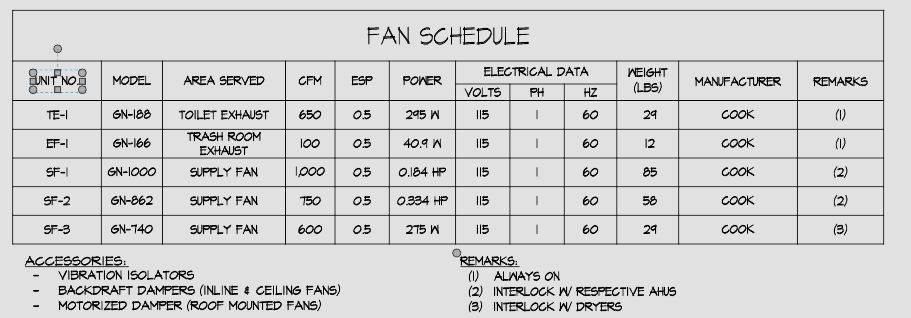 FAN SCHEDULE
UNIT NO. MODEL AREA SERVED CFM ESP POWER ELECTRICAL DATA WEIGHT (LBS) MANUFACTURER REMARKS
VOLTS PH HZ
TE-1 GN-188 TOILET EXHAUST 650 0.5 295 W 115 1 60 29 COOK (1)
EF-1 GN-166 TRASH ROOM EXHAUST 100 0.5 40.9 W 115 1 60 12 COOK (1)
SF-1 GN-1000 SUPPLY FAN 1,000 0.5 0.184 HP 115 1 60 85 COOK (2)
SF-2 GN-862 SUPPLY FAN 750 0.5 0.334 HP 115 1 60 58 COOK (2)
SF-3 GN-740 SUPPLY FAN 600 0.5 275 W 115 1 60 29 COOK (3)
ACCESSORIES:
- VIBRATION ISOLATORS
- BACKDRAFT DAMPERS (INLINE & CEILING FANS)
- MOTORIZED DAMPER (ROOF MOUNTED FANS)
REMARKS:
(1) ALWAYS ON
(2) INTERLOCK W/ RESPECTIVE AHUS
(3) INTERLOCK W/ DRYERS